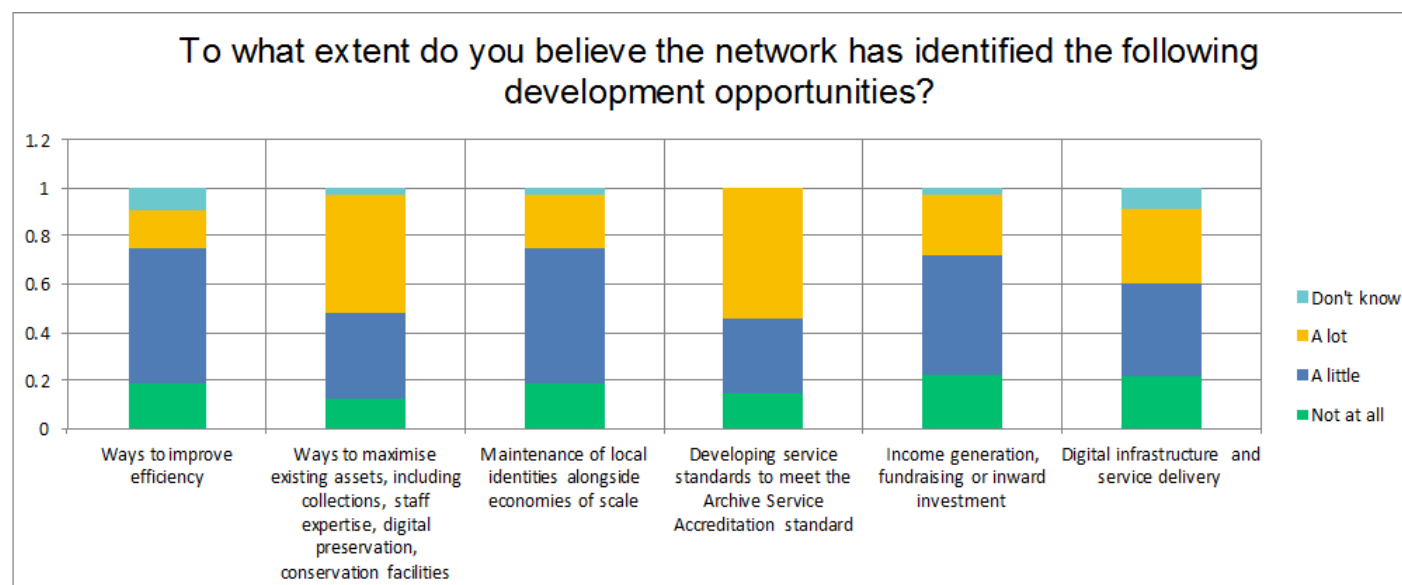 To what extent do you believe the network has identified the following
development opportunities?
1.2
1
0.8
0.6
0.4
0.2
0
Don't know
A lot
A little
Not at all
Ways to improve
efficiency
Ways to maximise
existing assets, including
collections, staff
expertise, digital
preservation,
conservation facilities
Maintenance of local
identities alongside
economies of scale
Developing service
standards to meet the
Archive Service
Accreditation standard
Income generation,
fundraising or inward
investment
Digital infrastructure and
service delivery